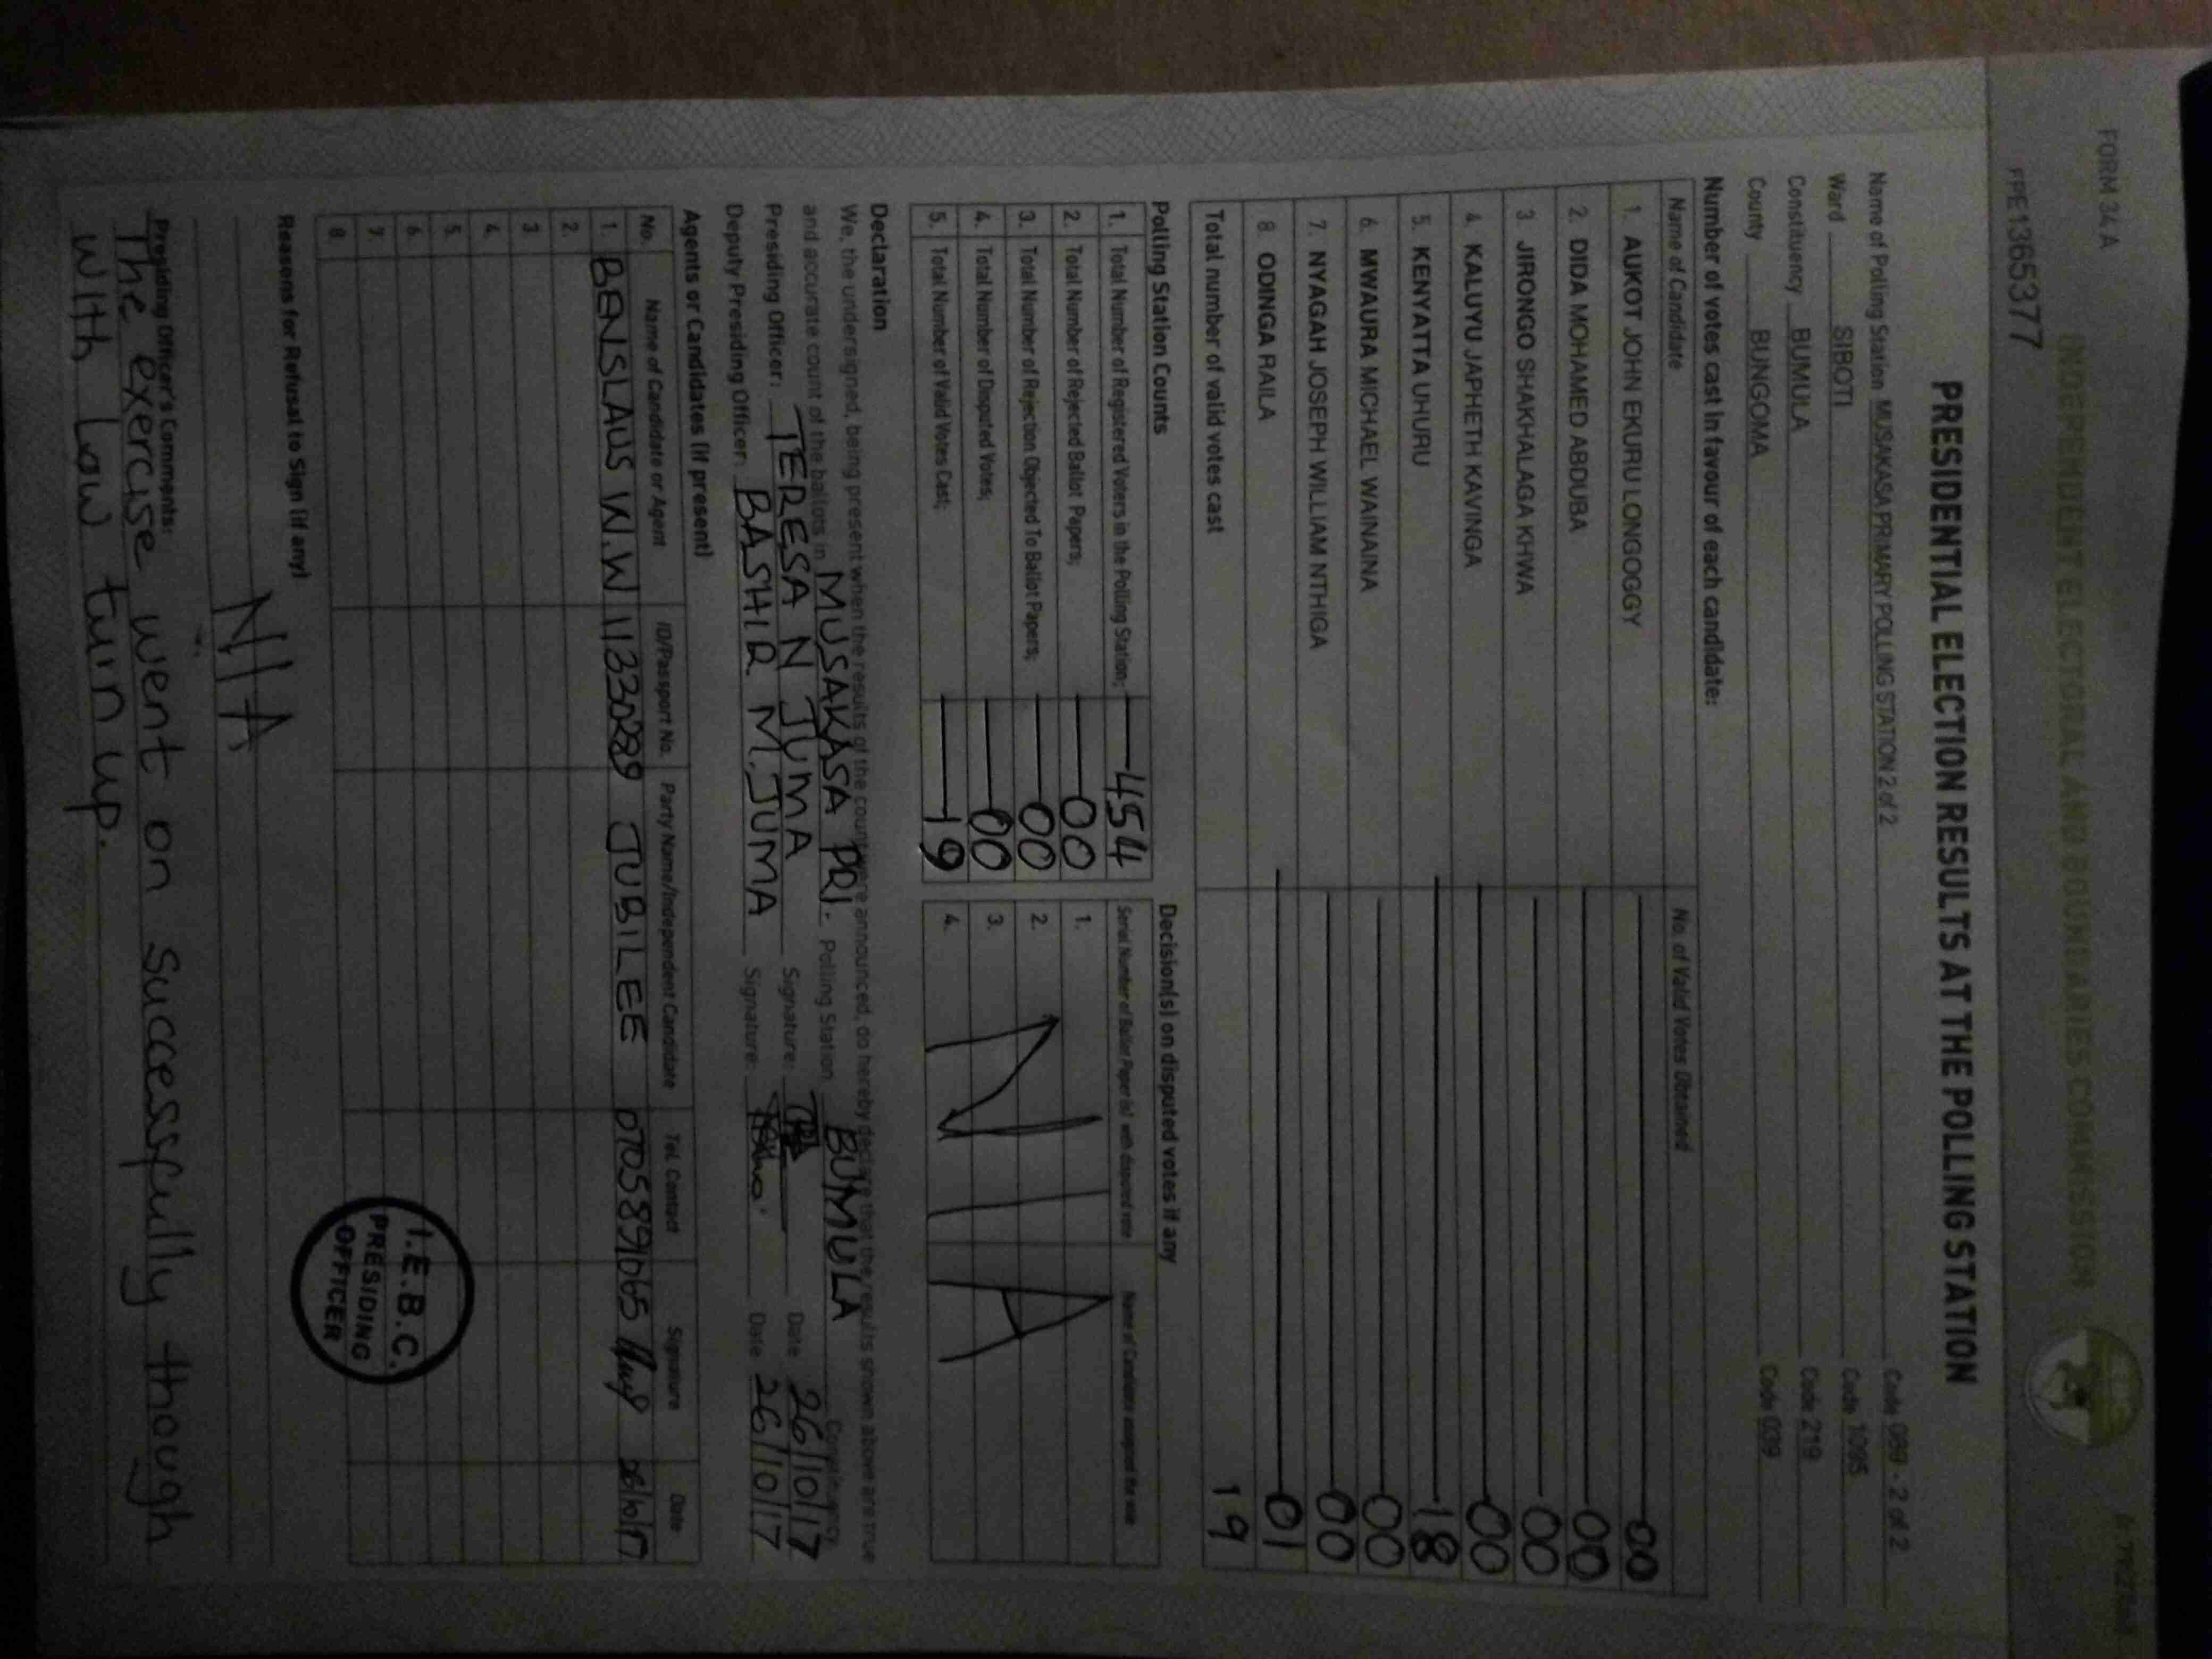 FORM 34A
INDEPENDENT ELECTORAL AND BOUNDARIES COMMISSION
FPE1365377
PRESIDENTIAL ELECTION RESULTS AT THE POLLING STATION
Name of Polling Station MUSAKASA PRIMARY POLLING STATION 2 of 2 Code 089 - 2 of 2
Ward SIBOTI Code 1095
Constituency BUMULA Code 219
County BUNGOMA Code 039
Number of votes cast in favour of each candidate:
Name of Candidate No. of Valid Votes Obtained
1. AUKOT JOHN EKURU LONGOGGY 00
2. DIDA MOHAMED ABDUBA 00
3. JIRONGO SHAKHALAGA KHWA 00
4. KALUYU JAPHETH KAVINGA 00
5. KENYATTA UHURU 18
6. MWAURA MICHAEL WAINAINA 00
7. NYAGAH JOSEPH WILLIAM NTHIGA 00
8. ODINGA RAILA 01
Total number of valid votes cast 19
Polling Station Counts
1. Total Number of Registered Voters in the Polling Station; 454
2. Total Number of Rejected Ballot Papers; 00
3. Total Number of Rejection Objected To Ballot Papers; 00
4. Total Number of Disputed Votes; 00
5. Total Number of Valid Votes Cast; 19
Decision(s) on disputed votes if any
Serial Number of Ballot Paper(s) with disputed vote Name of Candidate assigned the vote
1.
2.
3.
4.
N/A
Declaration
We, the undersigned, being present when the results of the count were announced, do hereby declare that the results shown above are true
and accurate count of the ballots in MUSAKASA PRI. Polling Station BUMULA Constituency
Presiding Officer: TERESA N JUMA Signature: Date 26/10/17
Deputy Presiding Officer: BASHIR M. JUMA Signature: Date 26/10/17
Agents or Candidates (if present)
No. Name of Candidate or Agent ID/Passport No. Party Name/Independent Candidate Tel. Contact Signature Date
1. BENSLAUS W.W 11330289 JUBILEE 0705891065 26/10/17
2.
3.
4.
5.
6.
7.
8.
I.E.B.C.
PRESIDING
OFFICER
Reasons for Refusal to Sign (if any)
N/A
Presiding Officer's Comments:
The exercise went on successfully though
with low turn up.